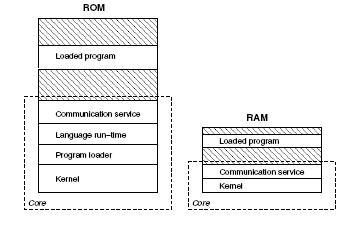 ROM
Loaded program
Communication service
Language run-time
Program loader
Kernel
Core
RAM
Loaded program
Communication service
Kernel
Core